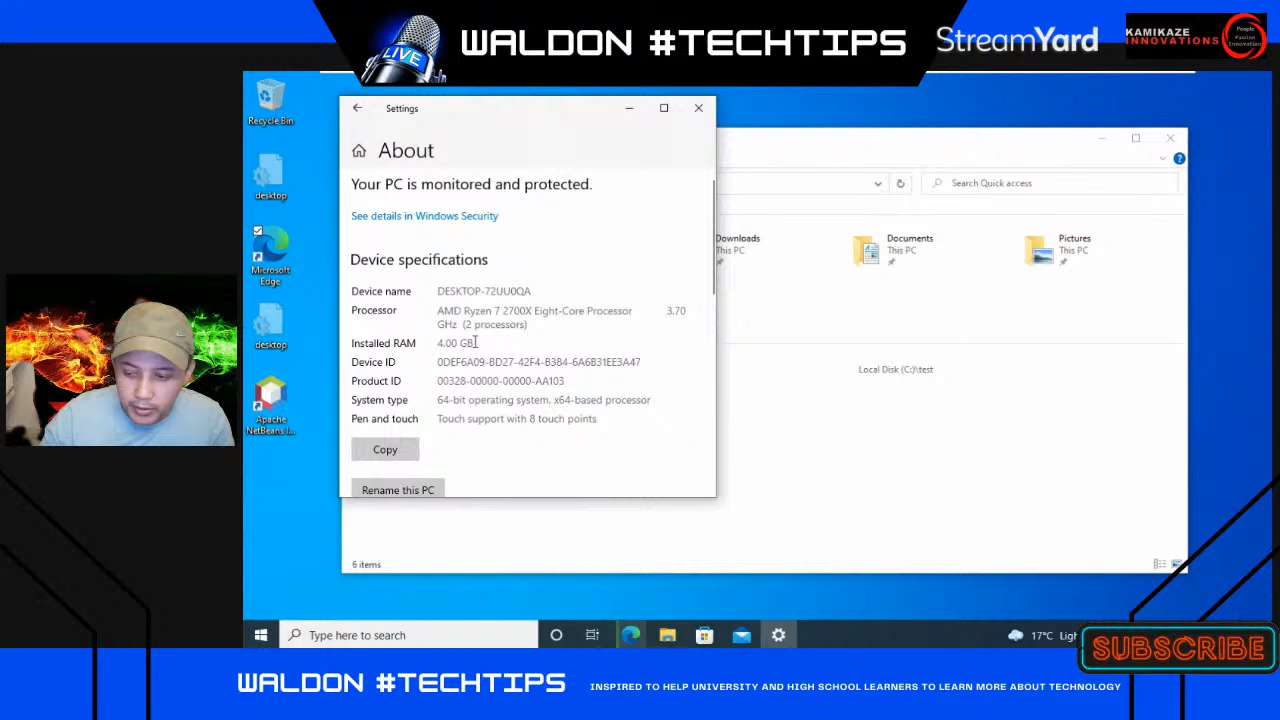 LIVE
WALDON #TECHTIPS
StreamYard
KAMIKAZE
INNOVATIONS
People
Passion
Innovation
Recycle Bin
desktop
Microsoft
Edge
desktop
Apache
NetBeans I...
Settings
About
Your PC is monitored and protected.
See details in Windows Security
Device specifications
Device name DESKTOP-72UU0QA
Processor AMD Ryzen 7 2700X Eight-Core Processor 3.70
GHz (2 processors)
Installed RAM 4.00 GB
Device ID 0DEF6A09-BD27-42F4-B384-6A6B31EE3A47
Product ID 00328-00000-00000-AA103
System type 64-bit operating system, x64-based processor
Pen and touch Touch support with 8 touch points
Copy
Rename this PC
Search Quick access
Downloads
This PC
Documents
This PC
Pictures
This PC
Local Disk (C:)\test
6 items
Type here to search
17°C
SUBSCRIBE
WALDON #TECHTIPS
INSPIRED TO HELP UNIVERSITY AND HIGH SCHOOL LEARNERS TO LEARN MORE ABOUT TECHNOLOGY